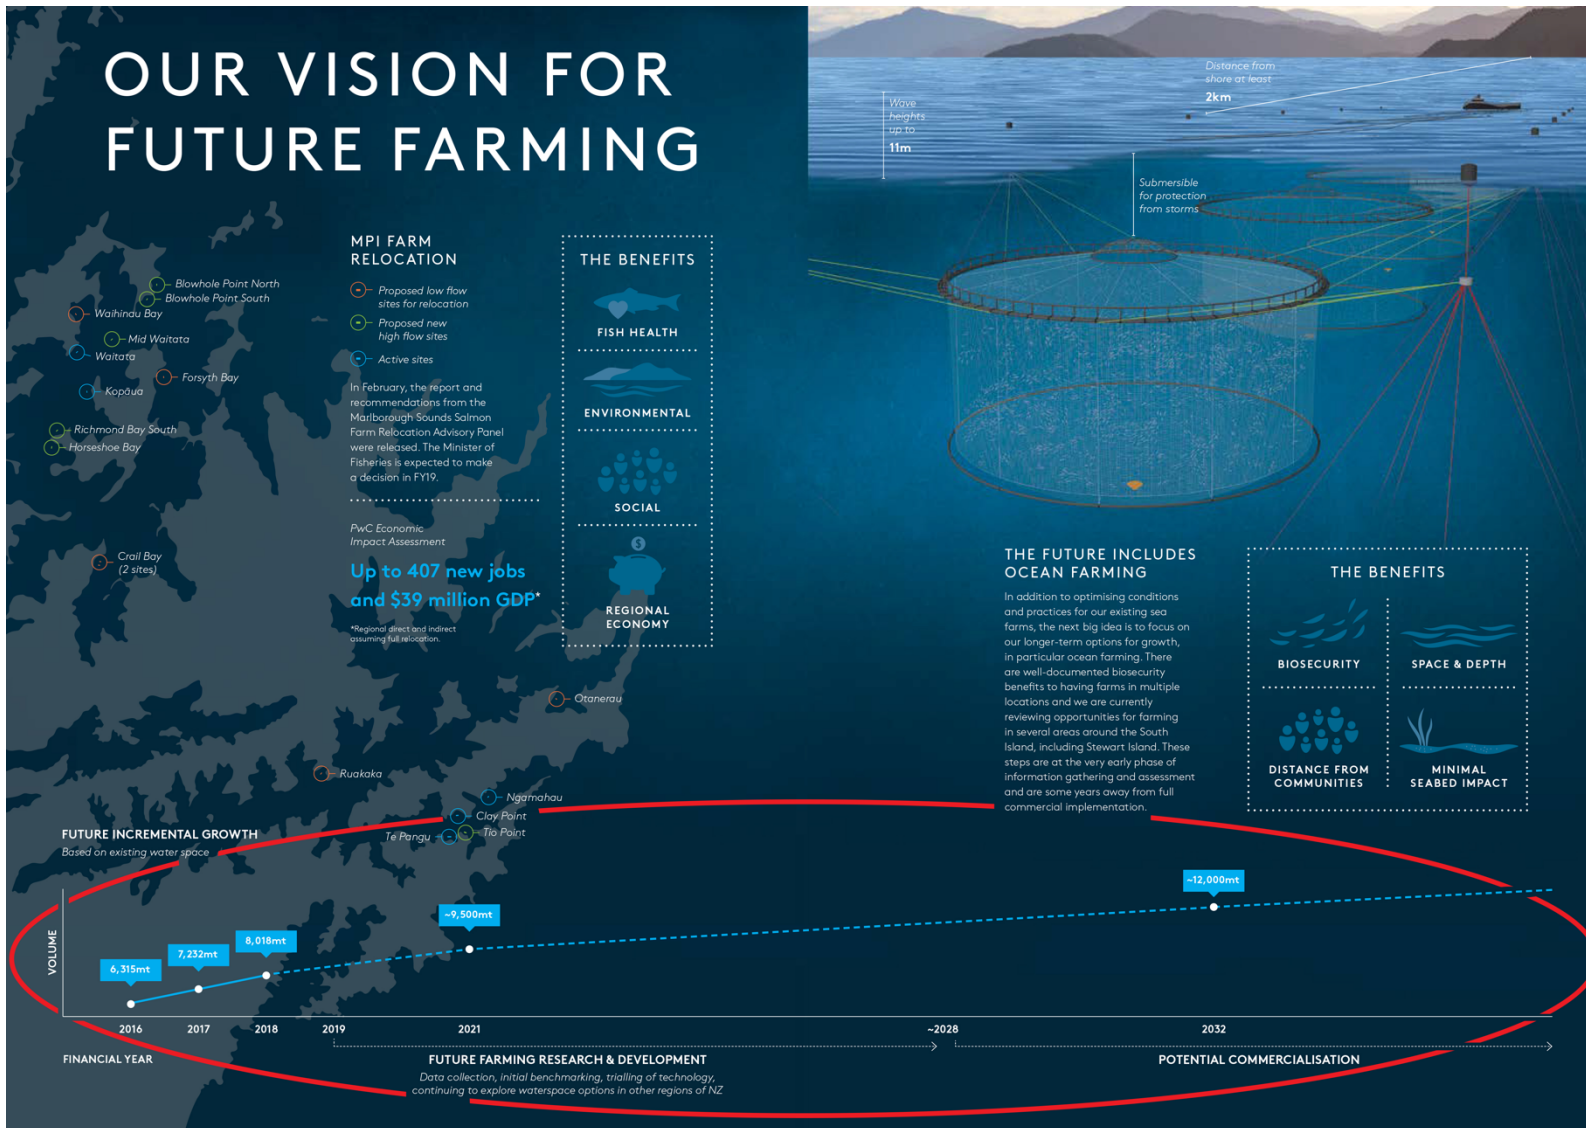 OUR VISION FOR
FUTURE FARMING
Blowhole Point North
Blowhole Point South
Waihinau Bay
Mid Waitata
Waitata
Forsyth Bay
Kopāua
Richmond Bay South
Horseshoe Bay
Crail Bay
(2 sites)
Otanerau
Ruakaka
Ngamahau
Clay Point
Te Pangu
Tio Point
MPI FARM
RELOCATION
Proposed low flow
sites for relocation
Proposed new
high flow sites
Active sites
In February, the report and
recommendations from the
Marlborough Sounds Salmon
Farm Relocation Advisory Panel
were released. The Minister of
Fisheries is expected to make
a decision in FY19.
PwC Economic
Impact Assessment
Up to 407 new jobs
and $39 million GDP*
*Regional direct and indirect
assuming full relocation.
THE BENEFITS
FISH HEALTH
ENVIRONMENTAL
SOCIAL
$
REGIONAL
ECONOMY
Wave
heights
up to
11m
Distance from
shore at least
2km
Submersible
for protection
from storms
THE FUTURE INCLUDES
OCEAN FARMING
In addition to optimising conditions
and practices for our existing sea
farms, the next big idea is to focus on
our longer-term options for growth,
in particular ocean farming. There
are well-documented biosecurity
benefits to having farms in multiple
locations and we are currently
reviewing opportunities for farming
in several areas around the South
Island, including Stewart Island. These
steps are at the very early phase of
information gathering and assessment
and are some years away from full
commercial implementation.
THE BENEFITS
BIOSECURITY
SPACE & DEPTH
DISTANCE FROM
COMMUNITIES
MINIMAL
SEABED IMPACT
FUTURE INCREMENTAL GROWTH
Based on existing water space
VOLUME
6,315mt
7,232mt
8,018mt
~9,500mt
~12,000mt
2016
2017
2018
2019
2021
~2028
2032
FINANCIAL YEAR
FUTURE FARMING RESEARCH & DEVELOPMENT
Data collection, initial benchmarking, trialling of technology,
continuing to explore waterspace options in other regions of NZ
POTENTIAL COMMERCIALISATION